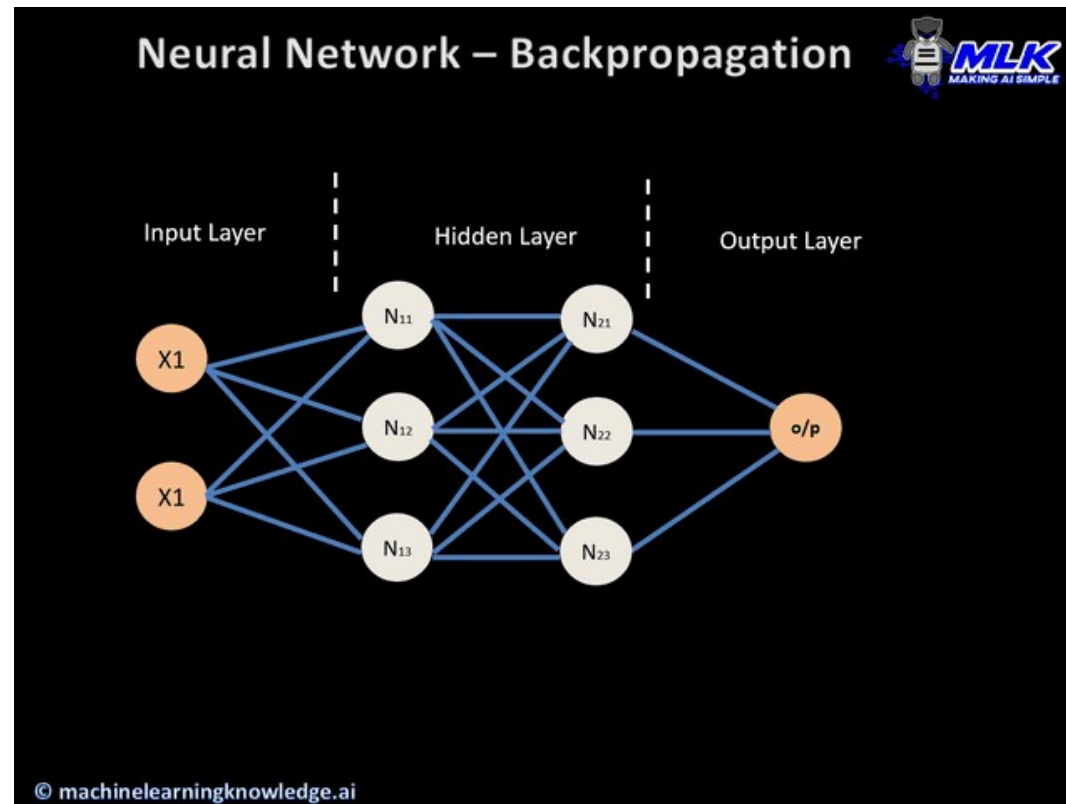 Neural Network – Backpropagation
MLK
MAKING AI SIMPLE
Input Layer
Hidden Layer
Output Layer
X1
X1
N₁₁
N₁₂
N₁₃
N₂₁
N₂₂
N₂₃
o/p
© machinelearningknowledge.ai